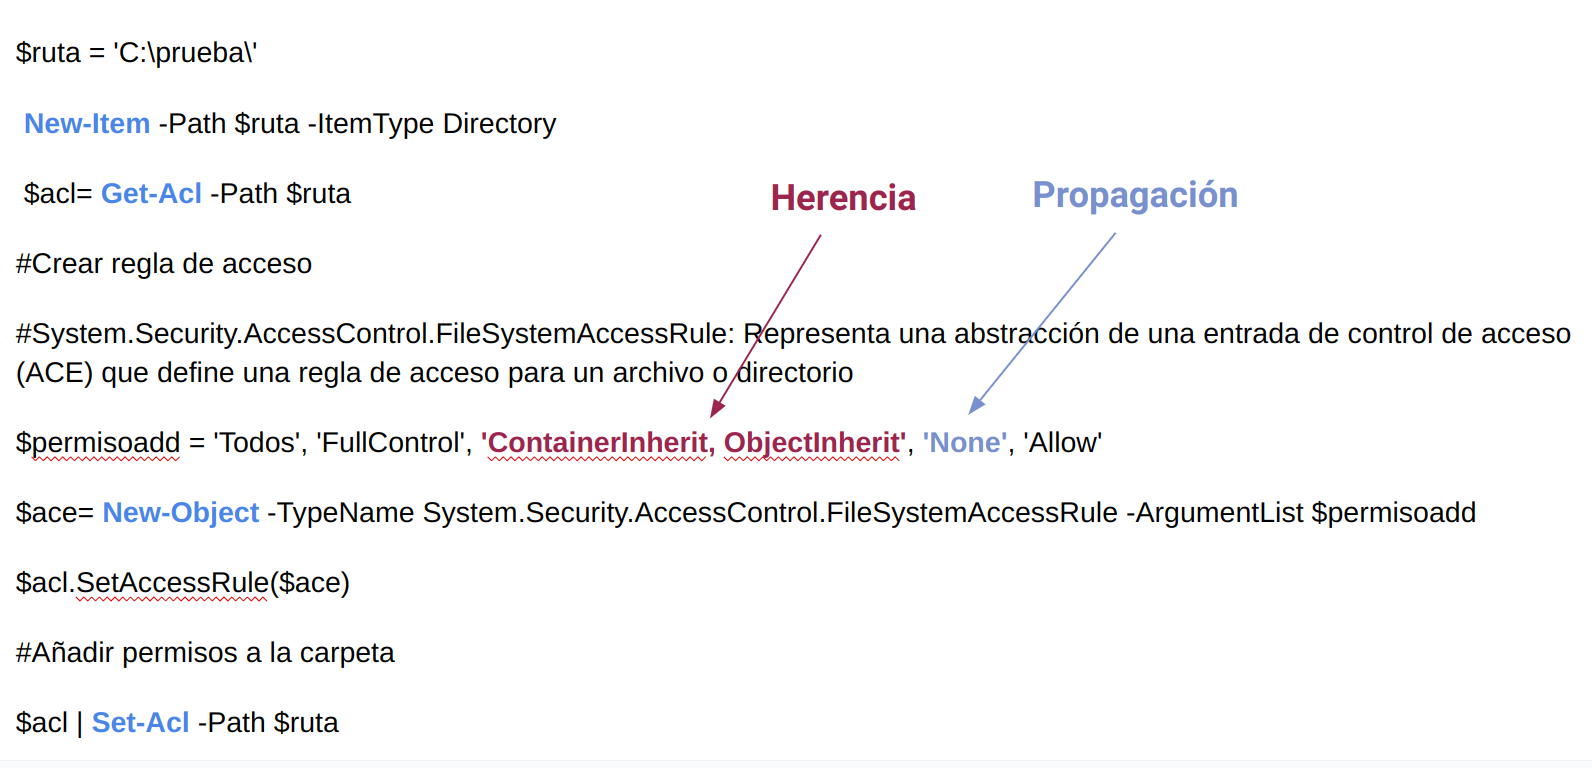 $ruta = 'C:\prueba\'
New-Item -Path $ruta -ItemType Directory
$acl= Get-Acl -Path $ruta
Herencia
Propagación
#Crear regla de acceso
#System.Security.AccessControl.FileSystemAccessRule: Representa una abstracción de una entrada de control de acceso
(ACE) que define una regla de acceso para un archivo o directorio
$permisoadd = 'Todos', 'FullControl', 'ContainerInherit, ObjectInherit', 'None', 'Allow'
$ace= New-Object -TypeName System.Security.AccessControl.FileSystemAccessRule -ArgumentList $permisoadd
$acl.SetAccessRule($ace)
#Añadir permisos a la carpeta
$acl | Set-Acl -Path $ruta